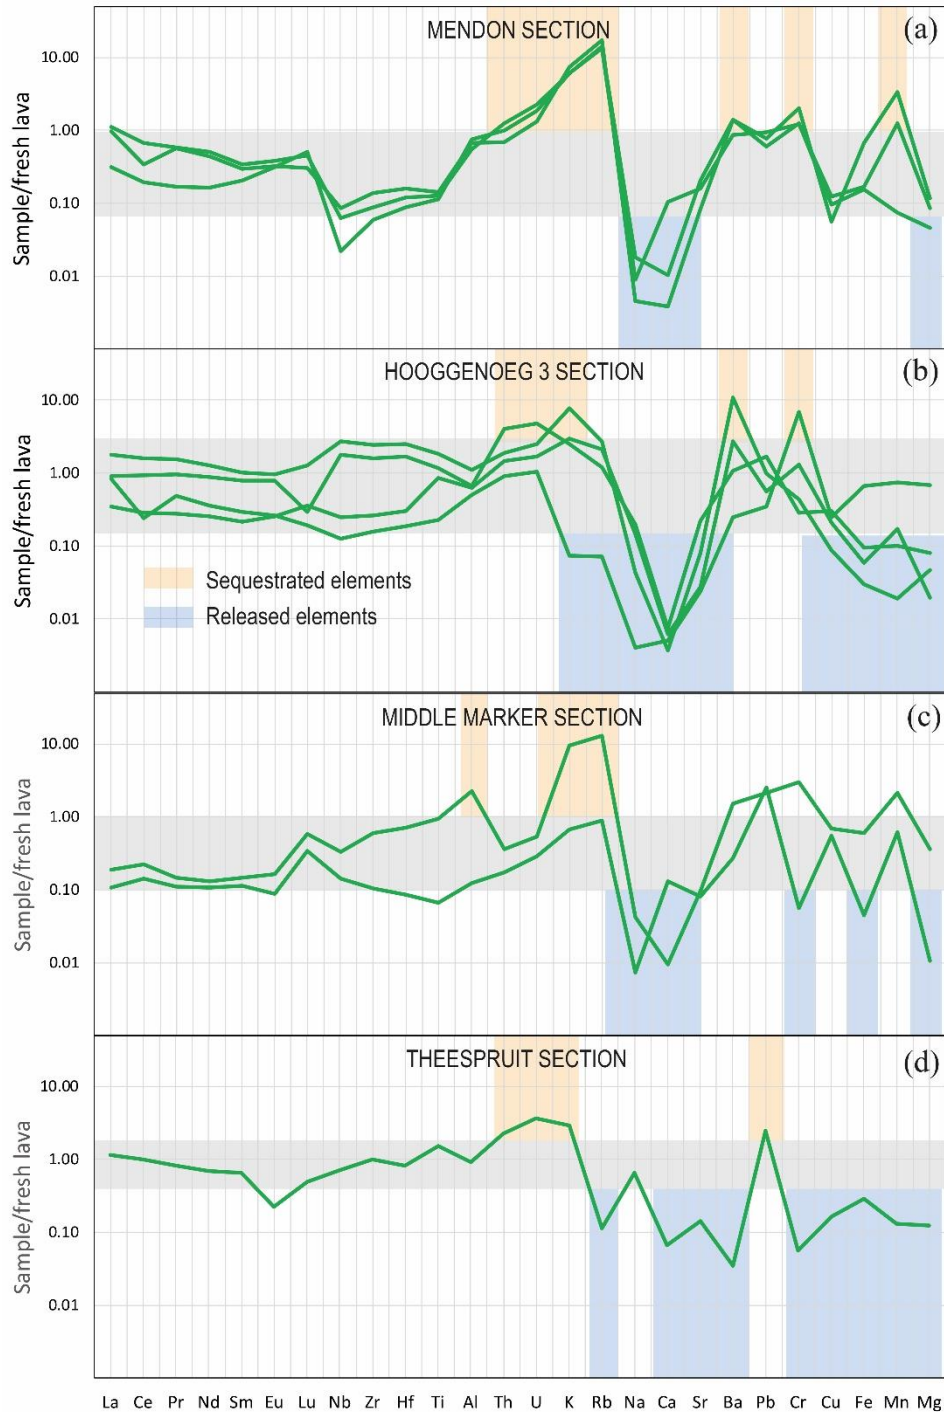 MENDON SECTION
(a)
Sample/fresh lava
10.00
1.00
0.10
0.01
HOOGGENOEG 3 SECTION
(b)
Sample/fresh lava
10.00
1.00
0.10
0.01
Sequestrated elements
Released elements
MIDDLE MARKER SECTION
(c)
Sample/fresh lava
10.00
1.00
0.10
0.01
THEESPRUIT SECTION
(d)
Sample/fresh lava
10.00
1.00
0.10
0.01
La Ce Pr Nd Sm Eu Lu Nb Zr Hf Ti Al Th U K Rb Na Ca Sr Ba Pb Cr Cu Fe Mn Mg